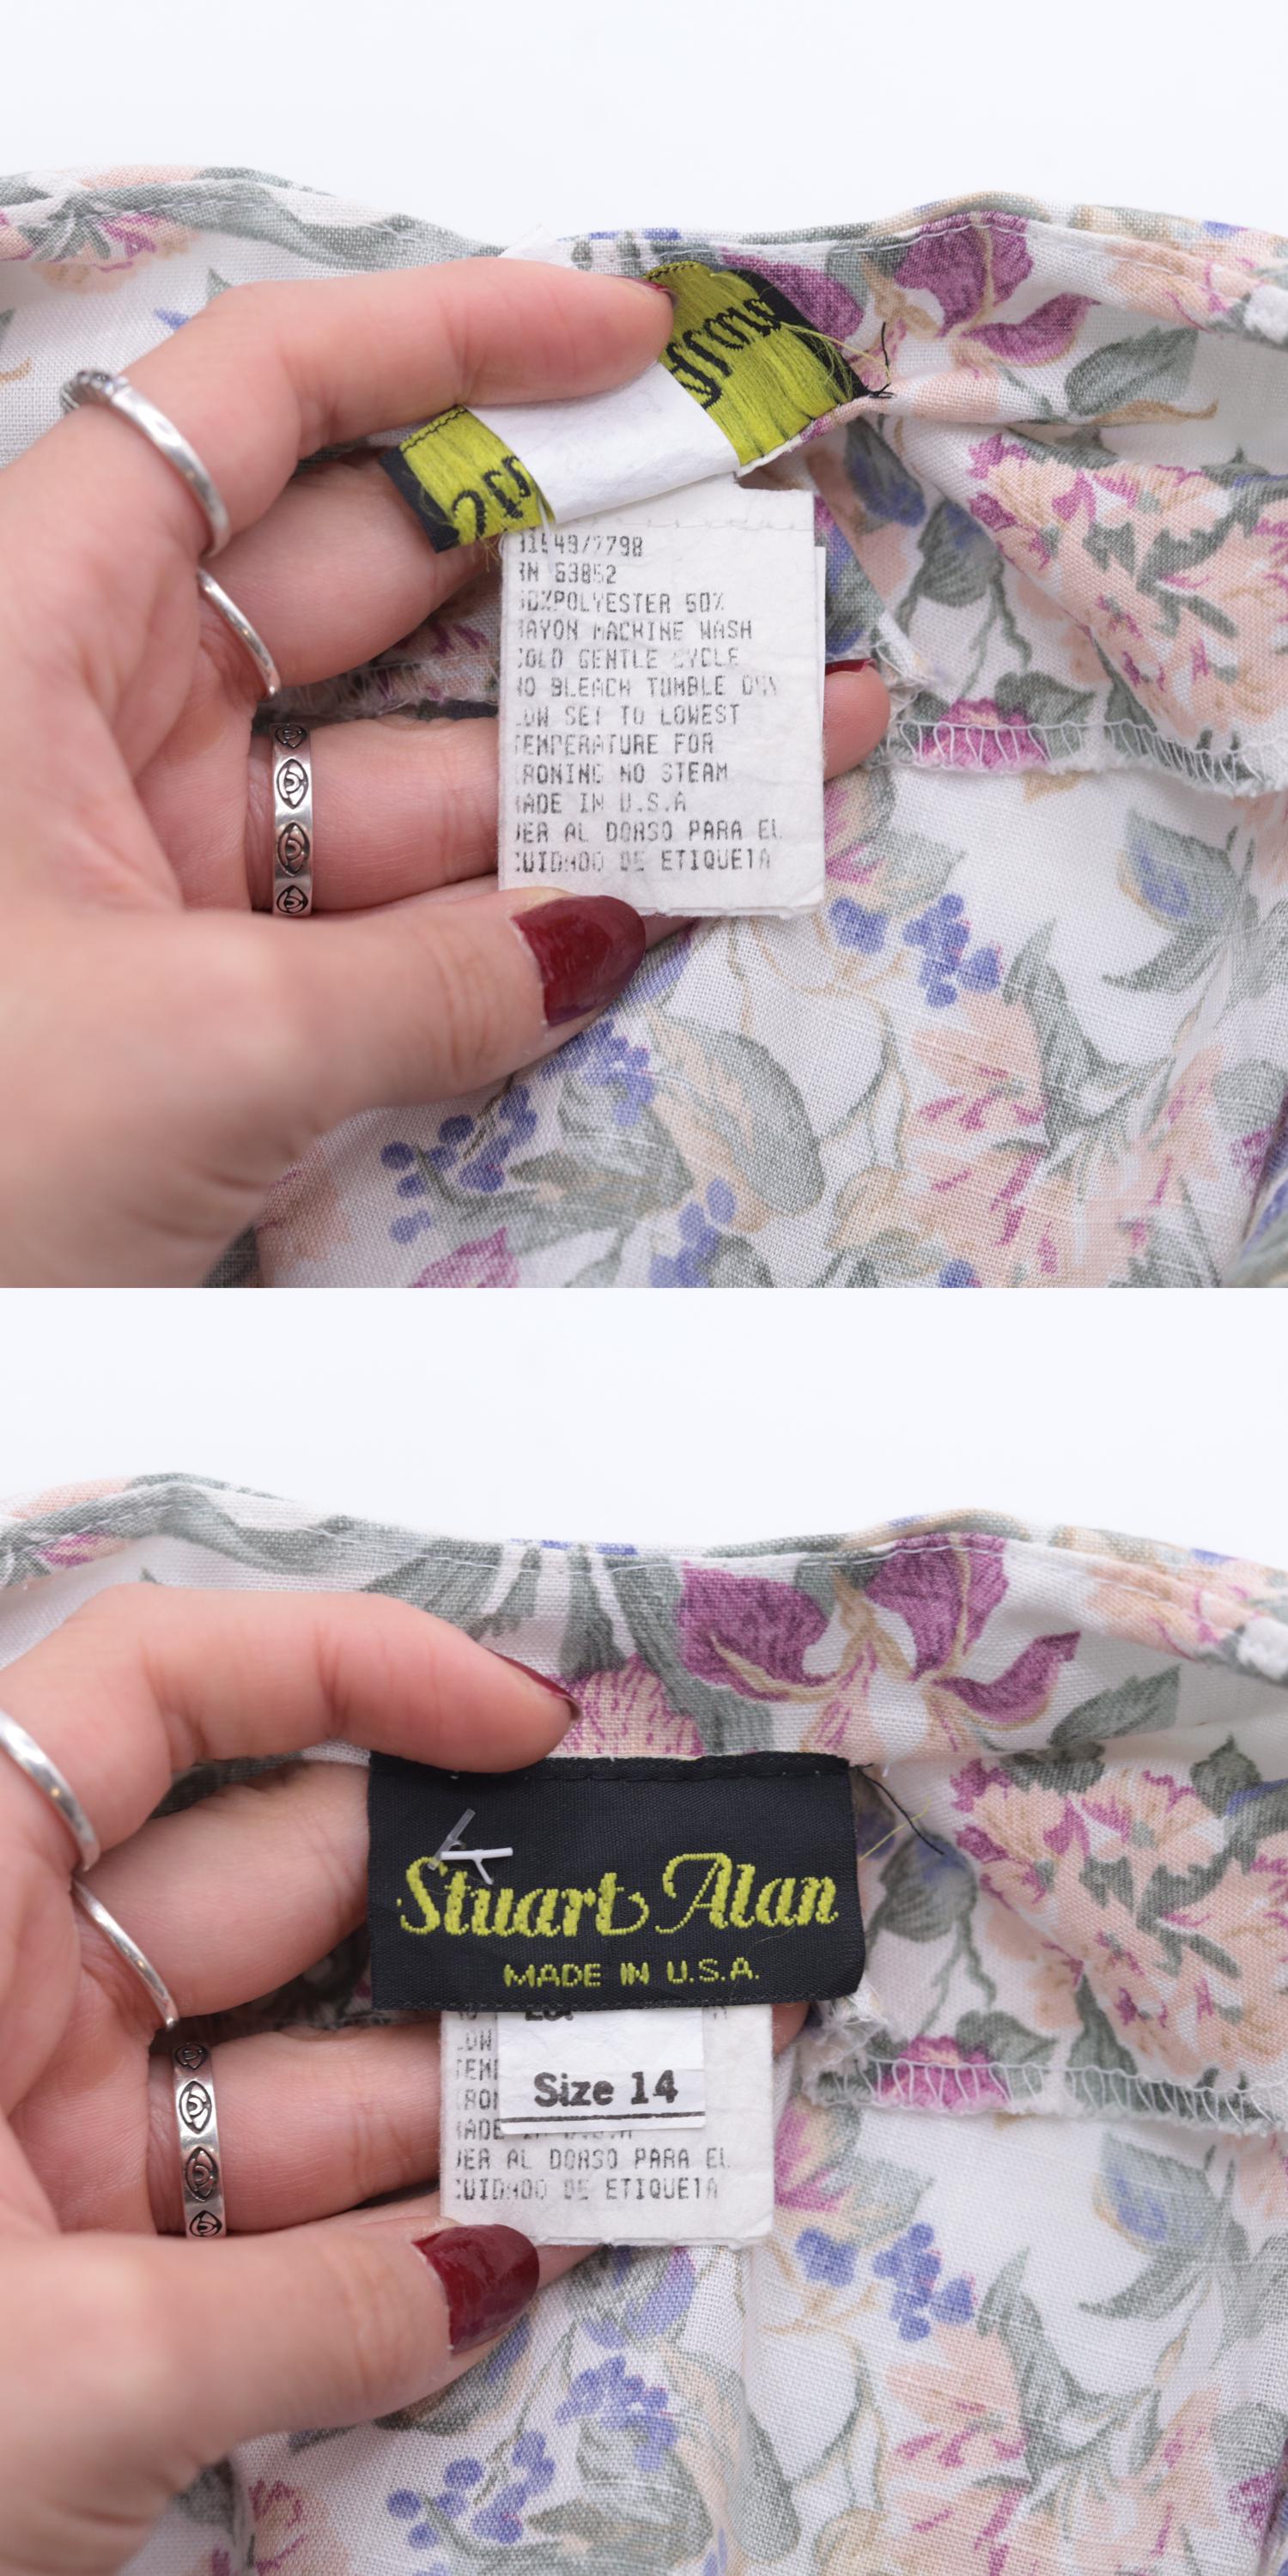 49/7798
RN 63852
50%POLYESTER 50%
RAYON MACHINE WASH
COLD GENTLE CYCLE
NO BLEACH TUMBLE DRY
LOW SET TO LOWEST
TEMPERATURE FOR
IRONING NO STEAM
MADE IN U.S.A
VER AL DORSO PARA EL
CUIDADO DE ETIQUETA
Stuart Alan
MADE IN U.S.A.
LOW
Size 14
VER AL DORSO PARA EL
CUIDADO DE ETIQUETA